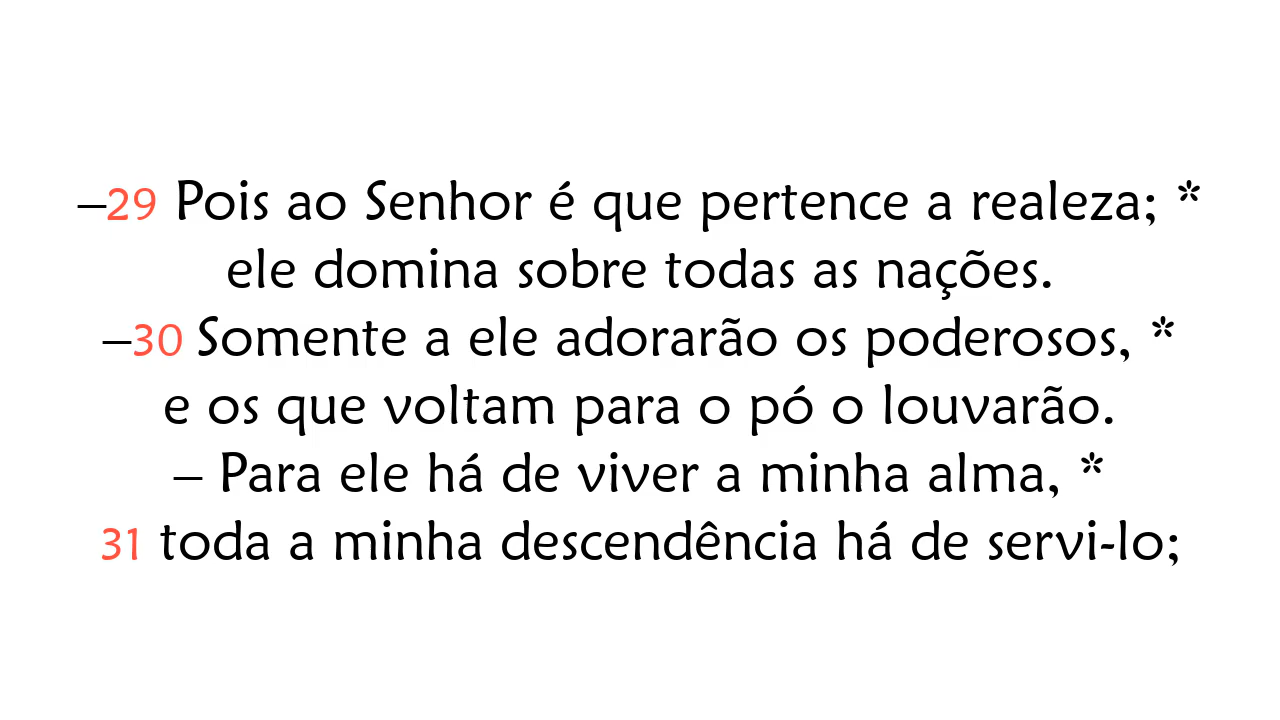 –29 Pois ao Senhor é que pertence a realeza; *
ele domina sobre todas as nações.
–30 Somente a ele adorarão os poderosos, *
e os que voltam para o pó o louvarão.
– Para ele há de viver a minha alma, *
31 toda a minha descendência há de servi-lo;